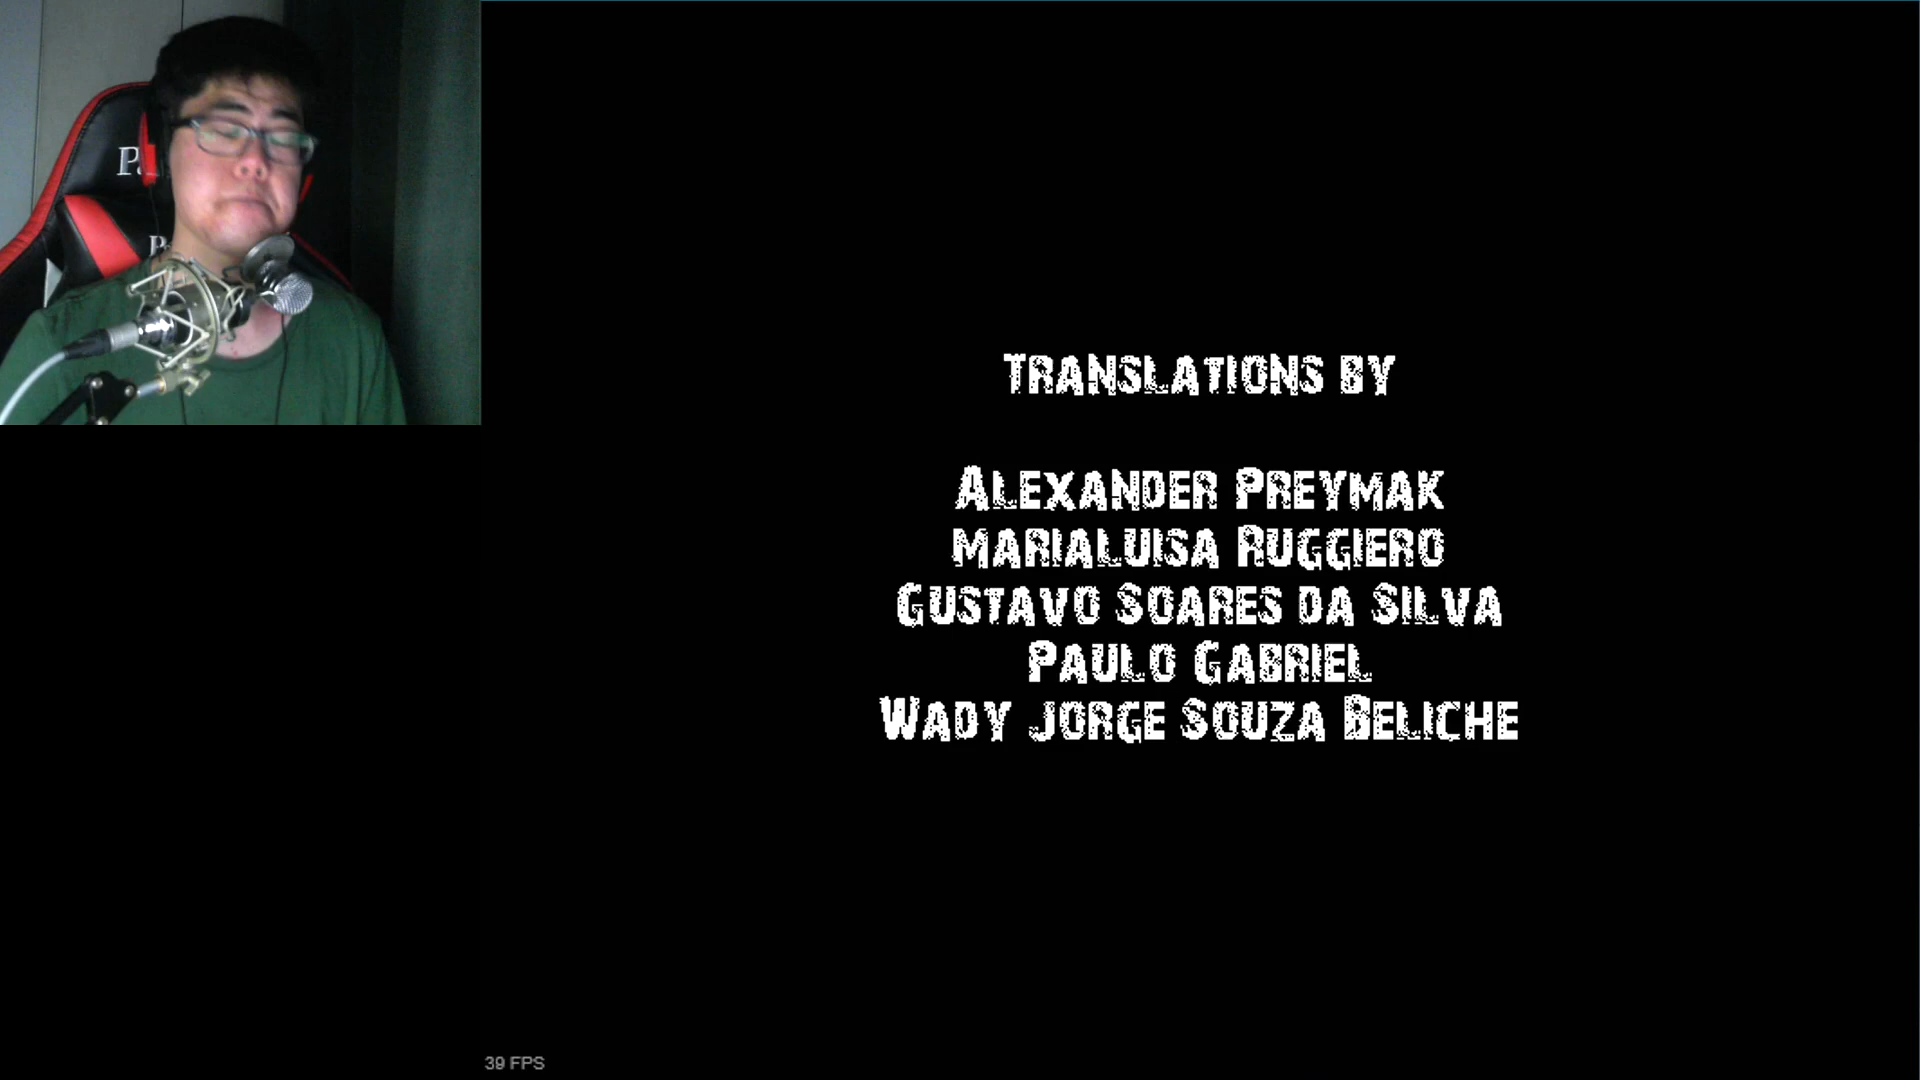 TRANSLATIONS BY
ALEXANDER PREYMAK
MARIALUISA RUGGIERO
GUSTAVO SOARES DA SILVA
PAULO GABRIEL
WADY JORGE SOUZA BELICHE
39 FPS